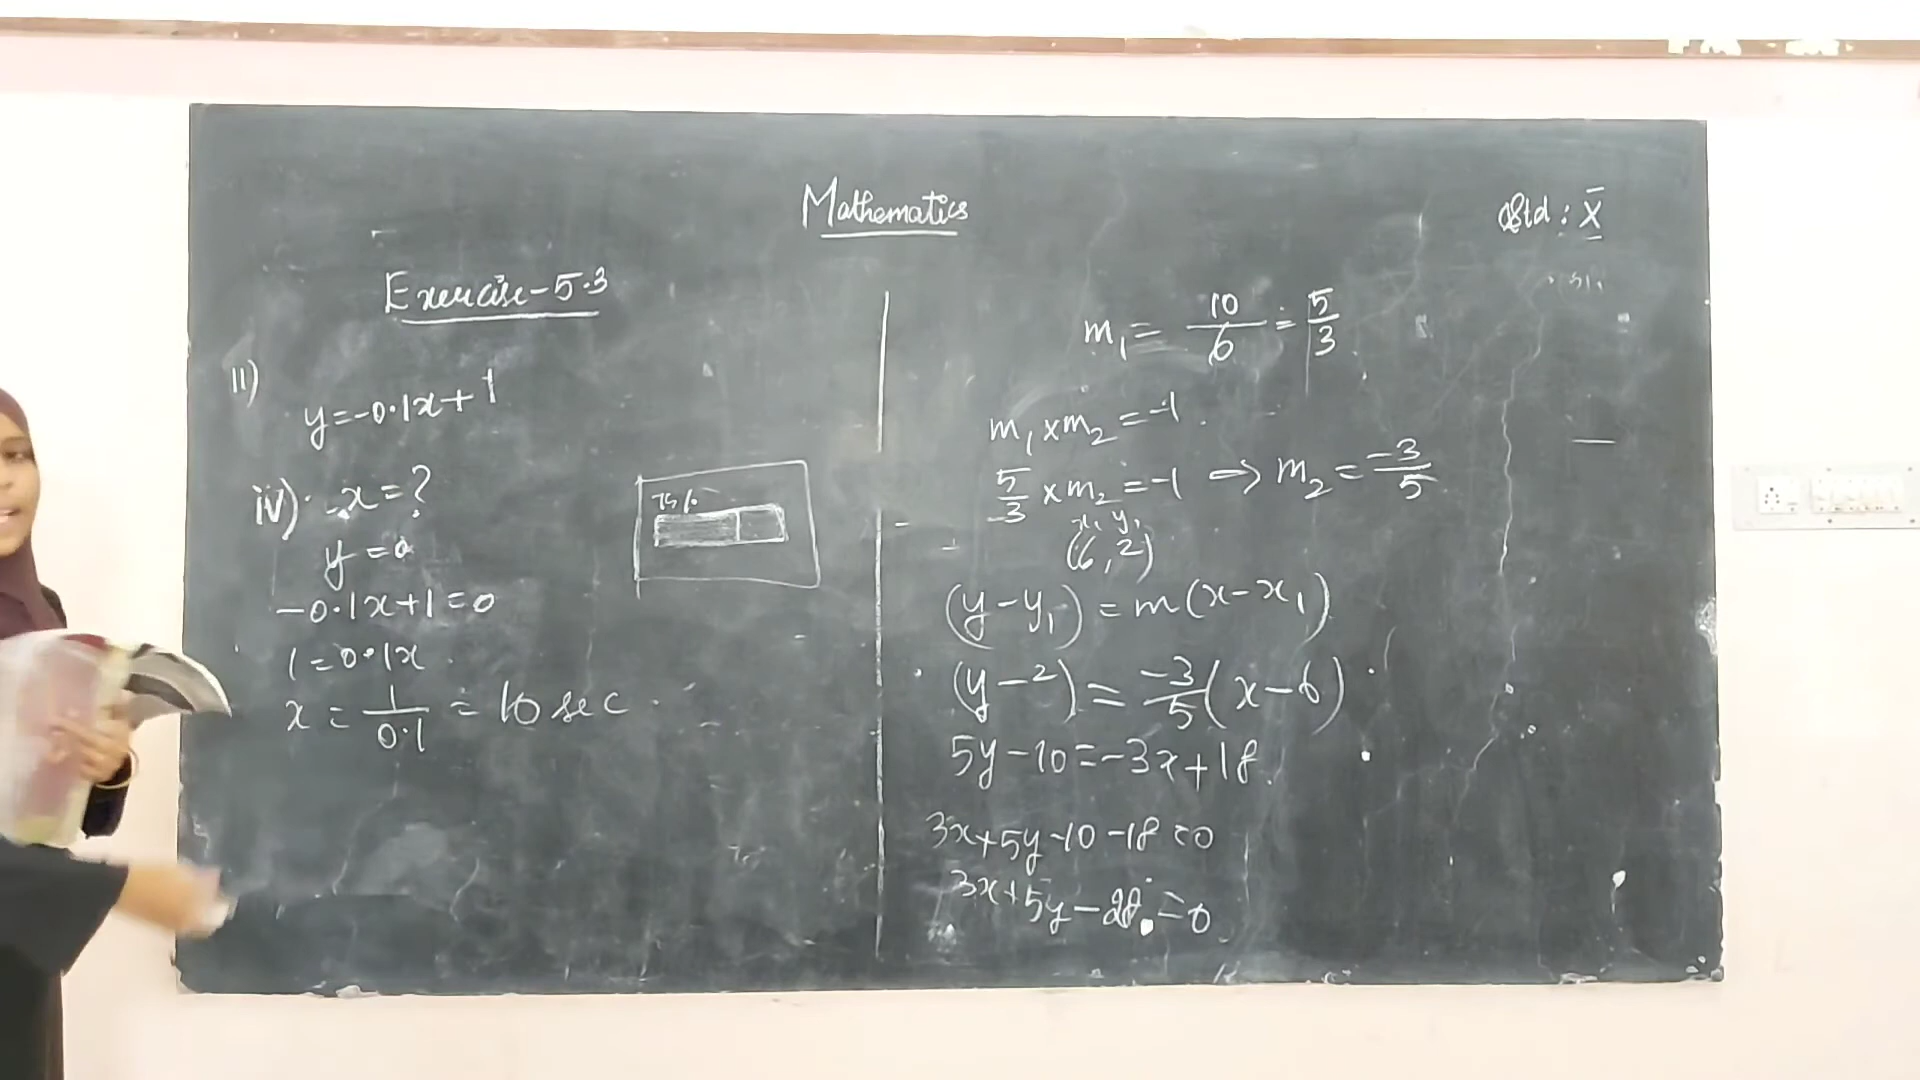 Mathematics
Std : X
Exercise-5.3
11)
y=-0.1x+1
iv) x=?
y=0
-0.1x+1=0
1=0.1x
x = 1/0.1 = 10 sec
75%
m₁ = 10/6 = 5/3
m₁ x m₂ = -1
5/3 x m₂ = -1 ⇒ m₂ = -3/5
x₁ y₁
(6, 2)
(y-y₁) = m(x-x₁)
(y-2) = -3/5 (x-6)
5y-10=-3x+18
3x+5y-10-18=0
3x+5y-28=0